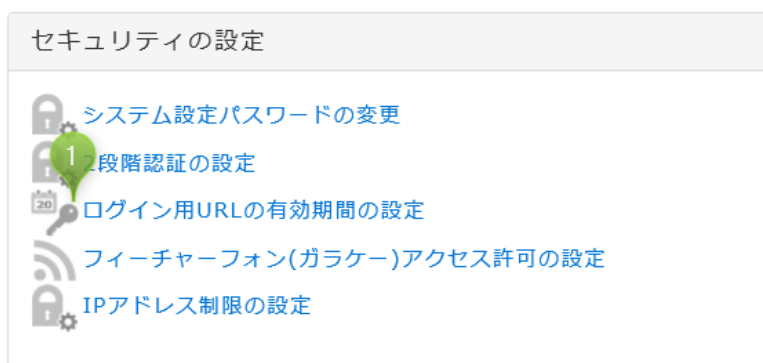 セキュリティの設定
システム設定パスワードの変更
1
2段階認証の設定
20
ログイン用URLの有効期間の設定
フィーチャーフォン(ガラケー)アクセス許可の設定
IPアドレス制限の設定